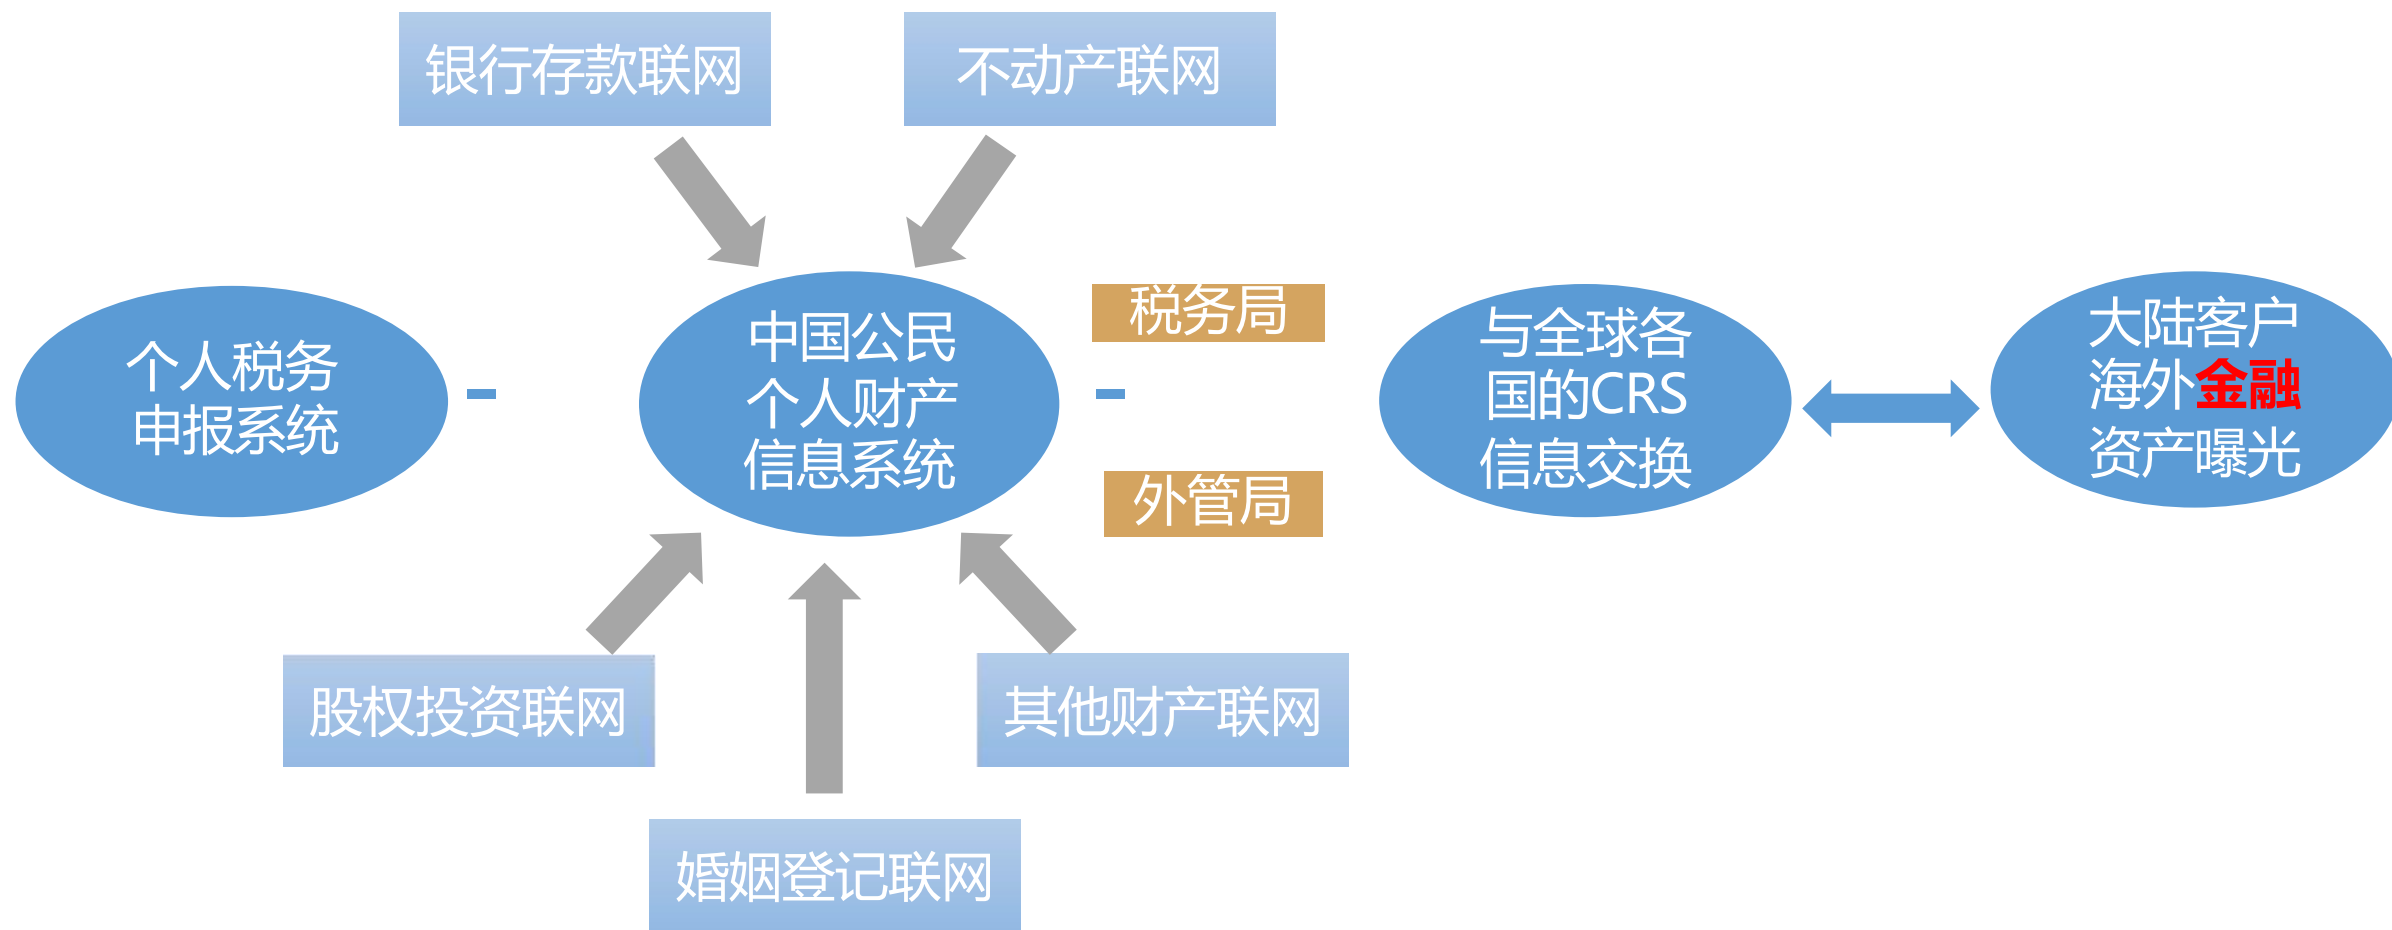 银行存款联网
不动产联网
个人税务
申报系统
中国公民
个人财产
信息系统
税务局
外管局
与全球各
国的CRS
信息交换
大陆客户
海外金融
资产曝光
股权投资联网
其他财产联网
婚姻登记联网